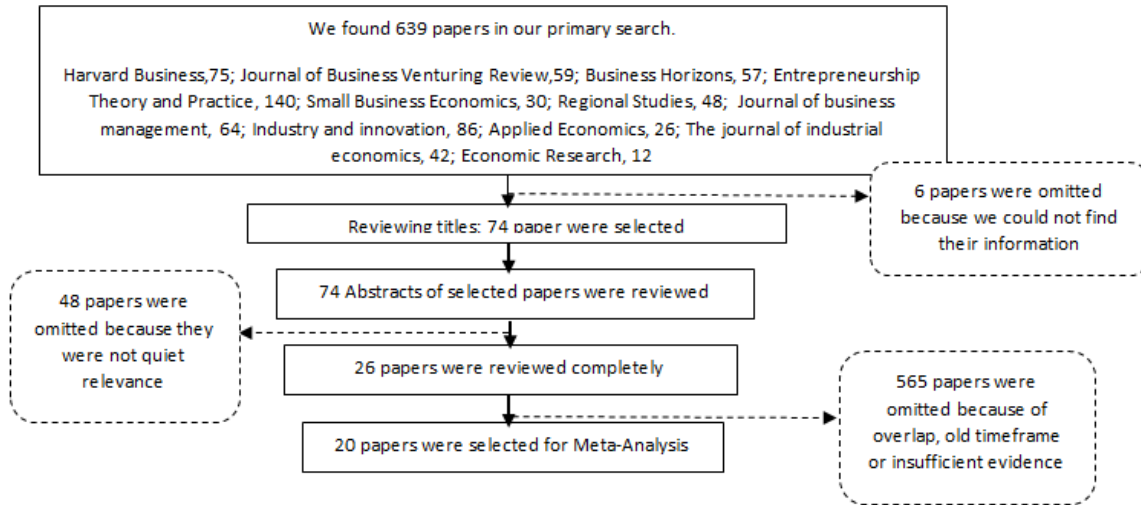 We found 639 papers in our primary search.
Harvard Business,75; Journal of Business Venturing Review,59; Business Horizons, 57; Entrepreneurship
Theory and Practice, 140; Small Business Economics, 30; Regional Studies, 48; Journal of business
management, 64; Industry and innovation, 86; Applied Economics, 26; The journal of industrial
economics, 42; Economic Research, 12
6 papers were omitted
because we could not find
their information
Reviewing titles: 74 paper were selected
74 Abstracts of selected papers were reviewed
48 papers were
omitted because they
were not quiet
relevance
26 papers were reviewed completely
565 papers were
omitted because of
overlap, old timeframe
or insufficient evidence
20 papers were selected for Meta-Analysis